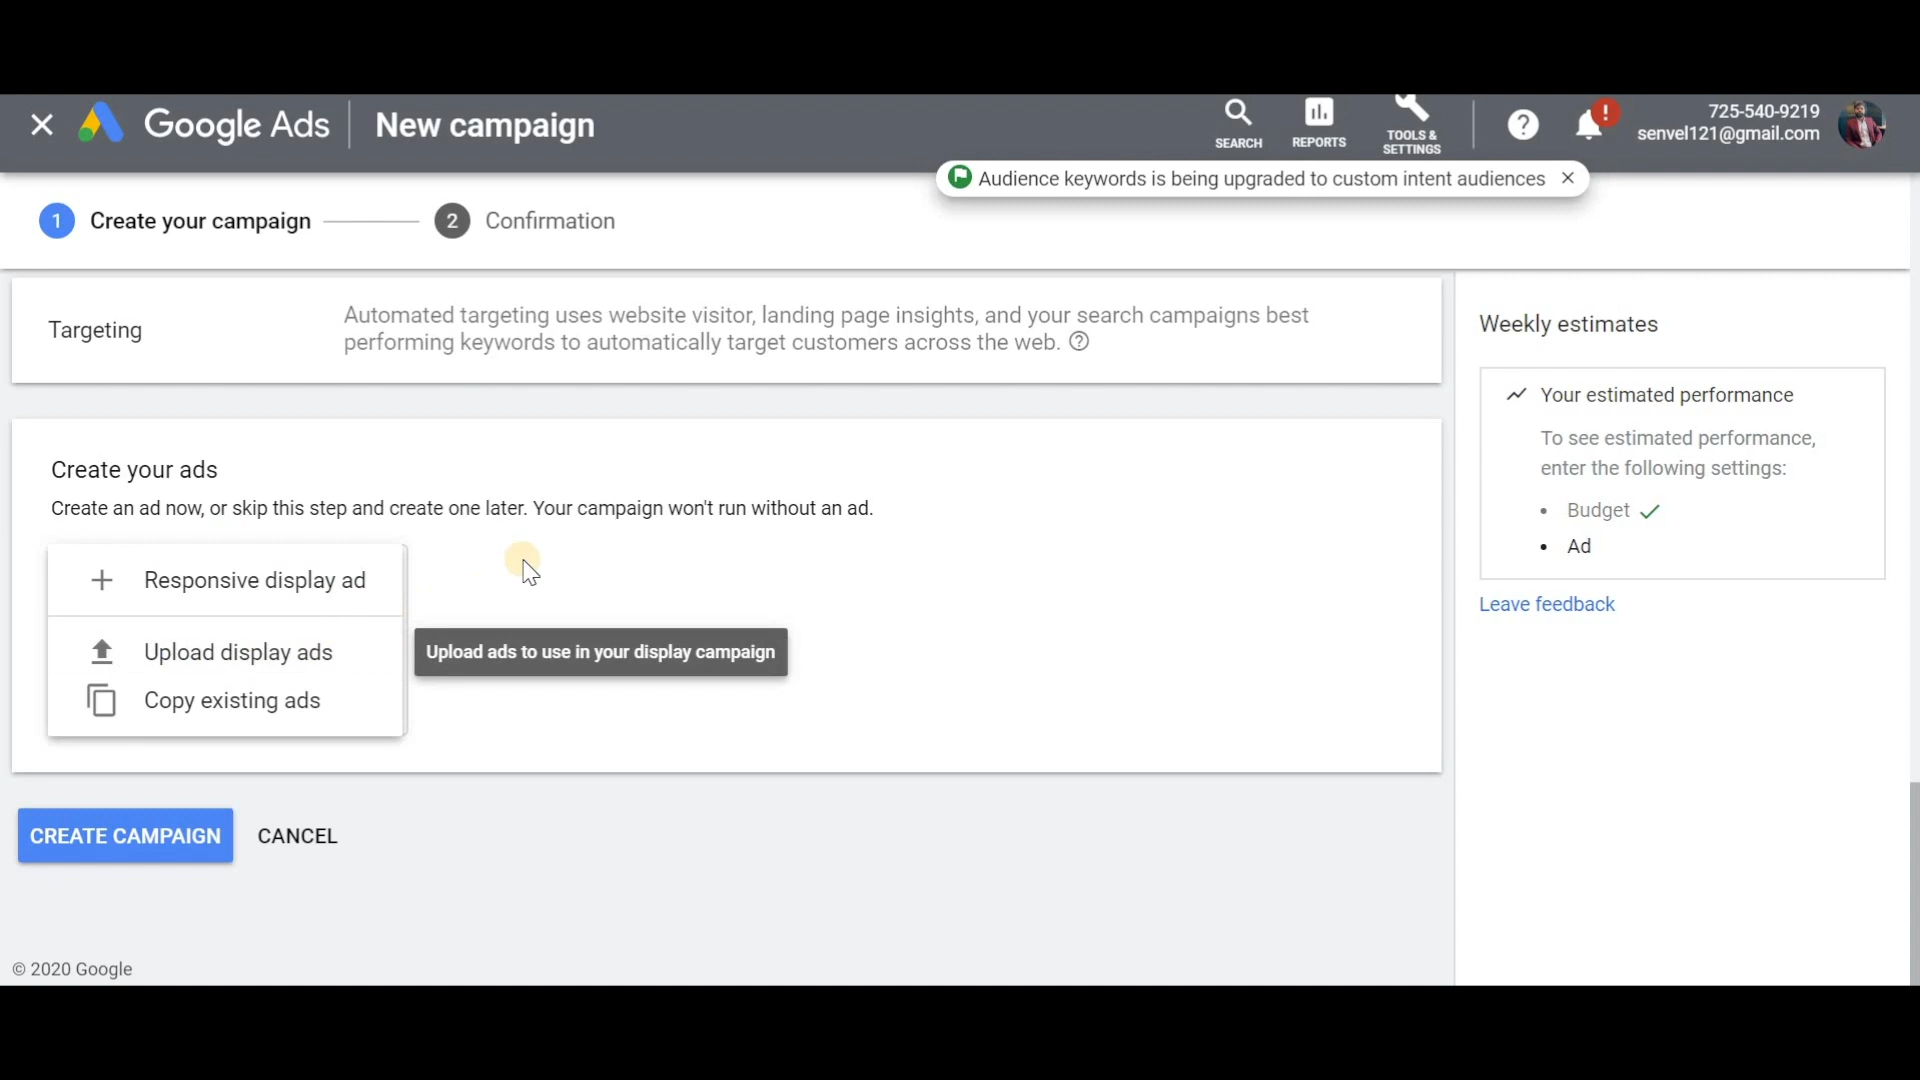 Google Ads
New campaign
SEARCH
REPORTS
TOOLS &
SETTINGS
?
!
725-540-9219
senvel121@gmail.com
Audience keywords is being upgraded to custom intent audiences
1 Create your campaign
2 Confirmation
Targeting
Automated targeting uses website visitor, landing page insights, and your search campaigns best
performing keywords to automatically target customers across the web. ?
Create your ads
Create an ad now, or skip this step and create one later. Your campaign won't run without an ad.
Responsive display ad
Upload display ads
Upload ads to use in your display campaign
Copy existing ads
CREATE CAMPAIGN
CANCEL
© 2020 Google
Weekly estimates
Your estimated performance
To see estimated performance,
enter the following settings:
• Budget
• Ad
Leave feedback